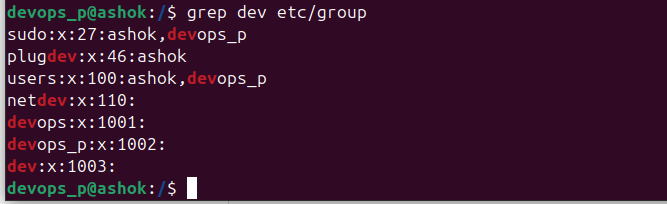 devops_p@ashok:/$ grep dev etc/group
sudo:x:27:ashok,devops_p
plugdev:x:46:ashok
users:x:100:ashok,devops_p
netdev:x:110:
devops:x:1001:
devops_p:x:1002:
dev:x:1003:
devops_p@ashok:/$